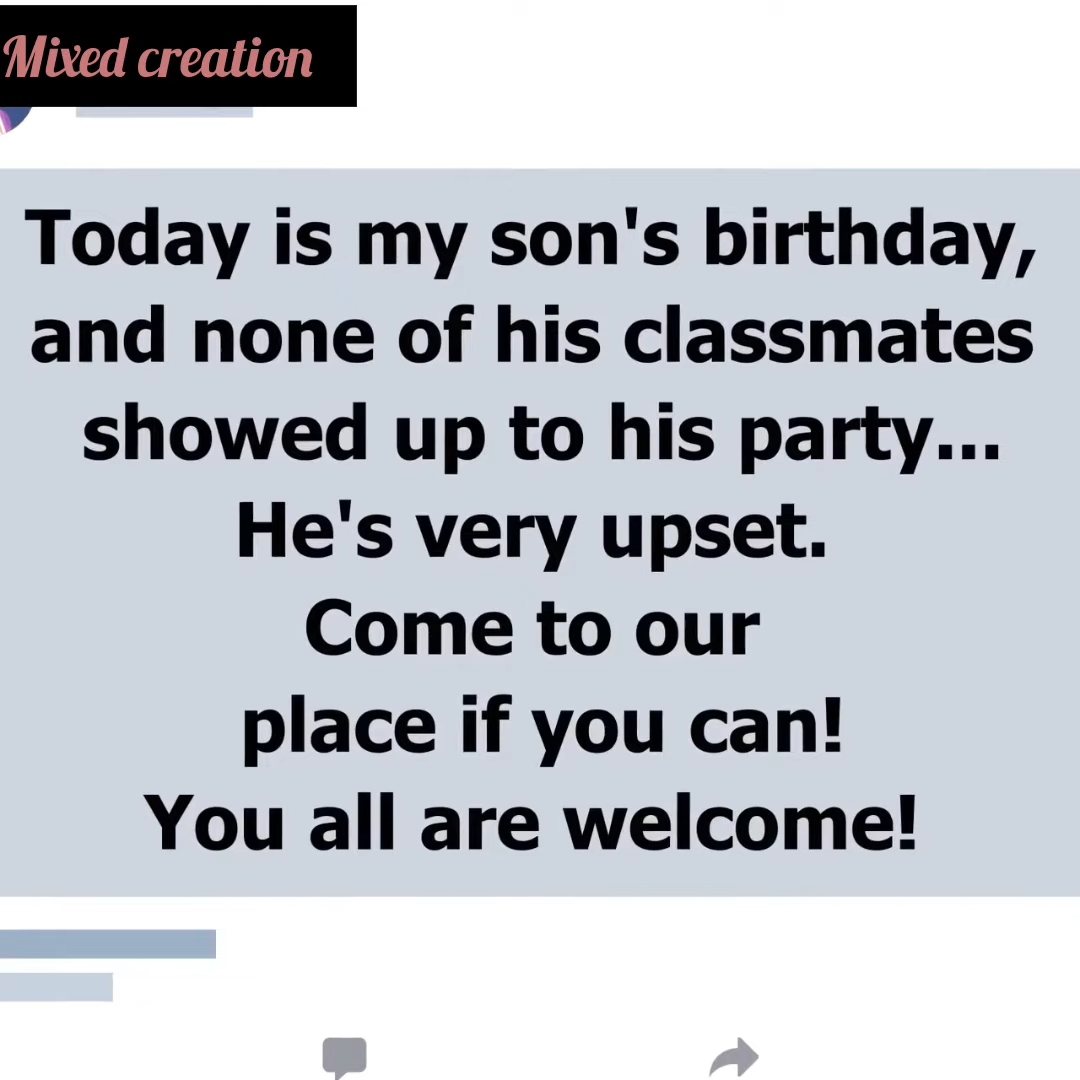 Mixed creation
Today is my son's birthday,
and none of his classmates
showed up to his party...
He's very upset.
Come to our
place if you can!
You all are welcome!